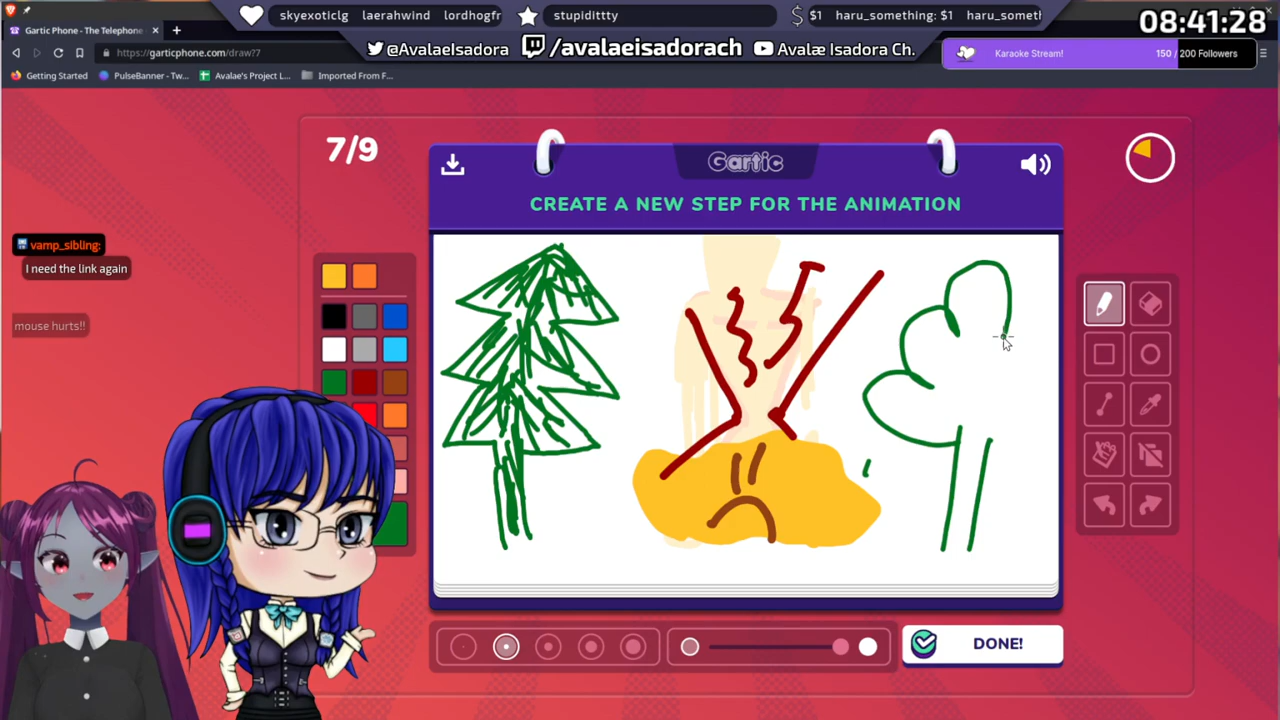 skyexoticlg laerahwind lordhogfr
stupidittty
$1 haru_something: $1 haru_someth
08:41:28
Gartic Phone - The Telephone
@AvalaeIsadora
/avalaeisadorach
Avalæ Isadora Ch.
https://garticphone.com/draw?7
Karaoke Stream!
150 / 200 Followers
Getting Started
PulseBanner - Tw...
Avalae's Project L...
Imported From F...
7/9
Gartic
CREATE A NEW STEP FOR THE ANIMATION
vamp_sibling:
I need the link again
mouse hurts!!
DONE!